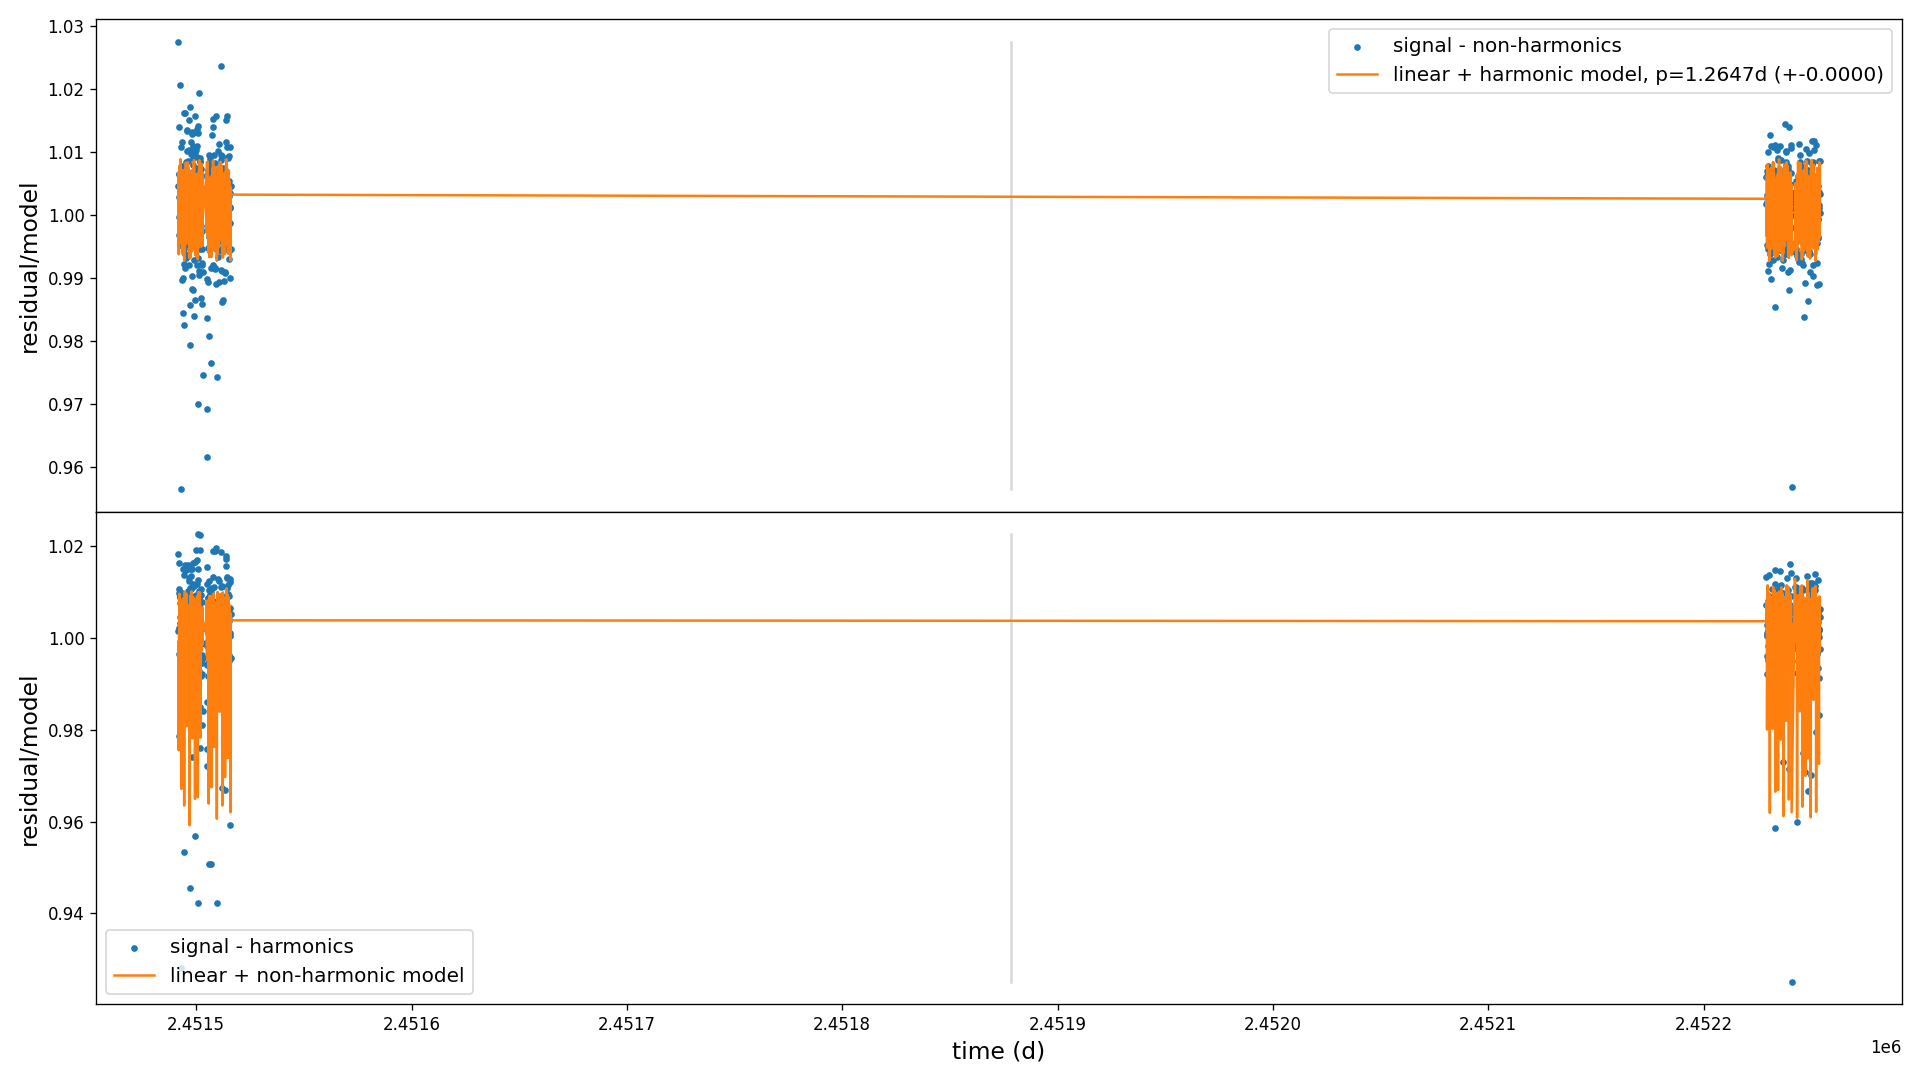 1.03
1.02
1.01
1.00
0.99
0.98
0.97
0.96
residual/model
signal - non-harmonics
linear + harmonic model, p=1.2647d (+-0.0000)
1.02
1.00
0.98
0.96
0.94
residual/model
signal - harmonics
linear + non-harmonic model
2.4515 2.4516 2.4517 2.4518 2.4519 2.4520 2.4521 2.4522
time (d)
1e6